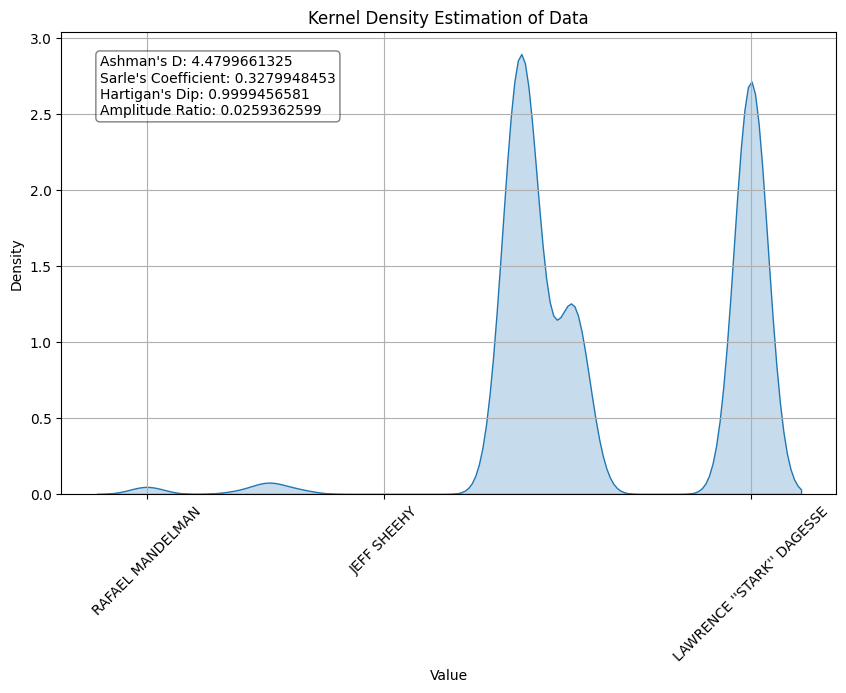 Kernel Density Estimation of Data
Ashman's D: 4.4799661325
Sarle's Coefficient: 0.3279948453
Hartigan's Dip: 0.9999456581
Amplitude Ratio: 0.0259362599
Density
3.0
2.5
2.0
1.5
1.0
0.5
0.0
RAFAEL MANDELMAN
JEFF SHEEHY
LAWRENCE "STARK" DAGESSE
Value